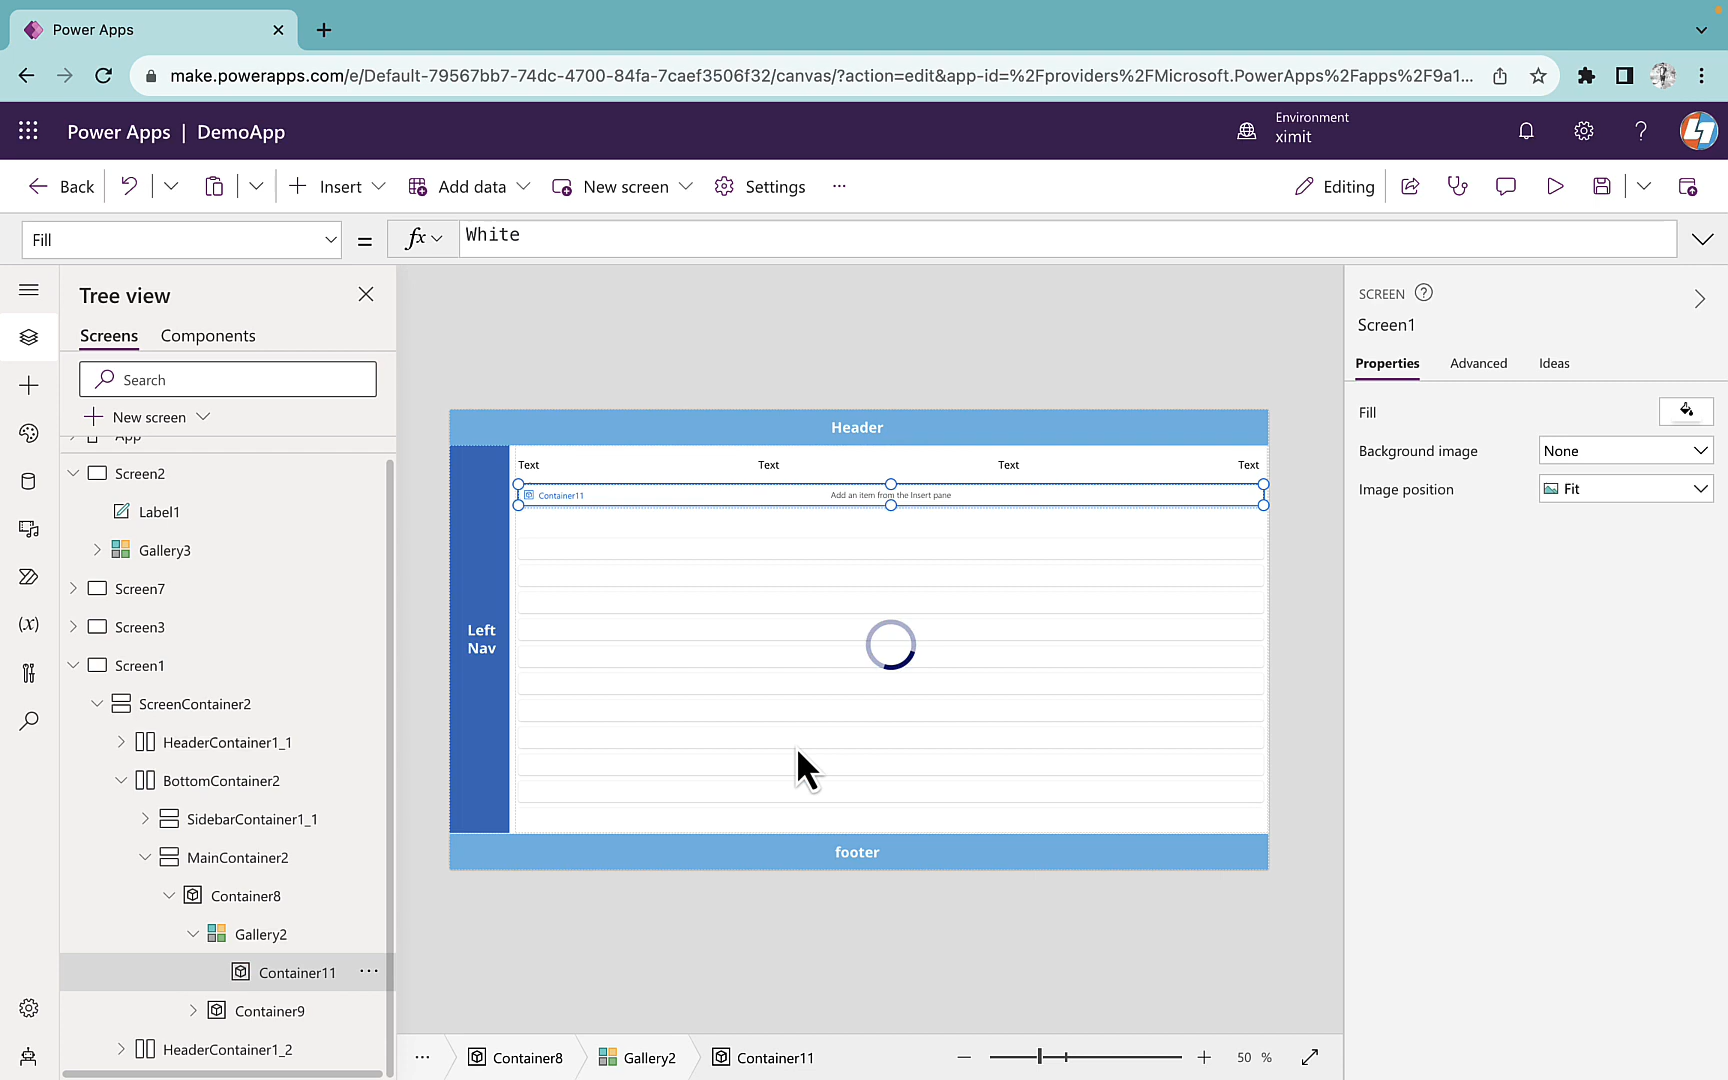 Power Apps
make.powerapps.com/e/Default-79567bb7-74dc-4700-84fa-7caef3506f32/canvas/?action=edit&app-id=%2Fproviders%2FMicrosoft.PowerApps%2Fapps%2F9a1...
Power Apps | DemoApp
Environment
ximit
Back
Insert
Add data
New screen
Settings
Editing
Fill
=
fx
White
Tree view
Screens
Components
Search
New screen
App
Screen2
Label1
Gallery3
Screen7
Screen3
Screen1
ScreenContainer2
HeaderContainer1_1
BottomContainer2
SidebarContainer1_1
MainContainer2
Container8
Gallery2
Container11
Container9
HeaderContainer1_2
Header
Text
Text
Text
Text
Container11
Add an item from the Insert pane
Left
Nav
footer
Container8
Gallery2
Container11
50 %
SCREEN
Screen1
Properties
Advanced
Ideas
Fill
Background image
None
Image position
Fit